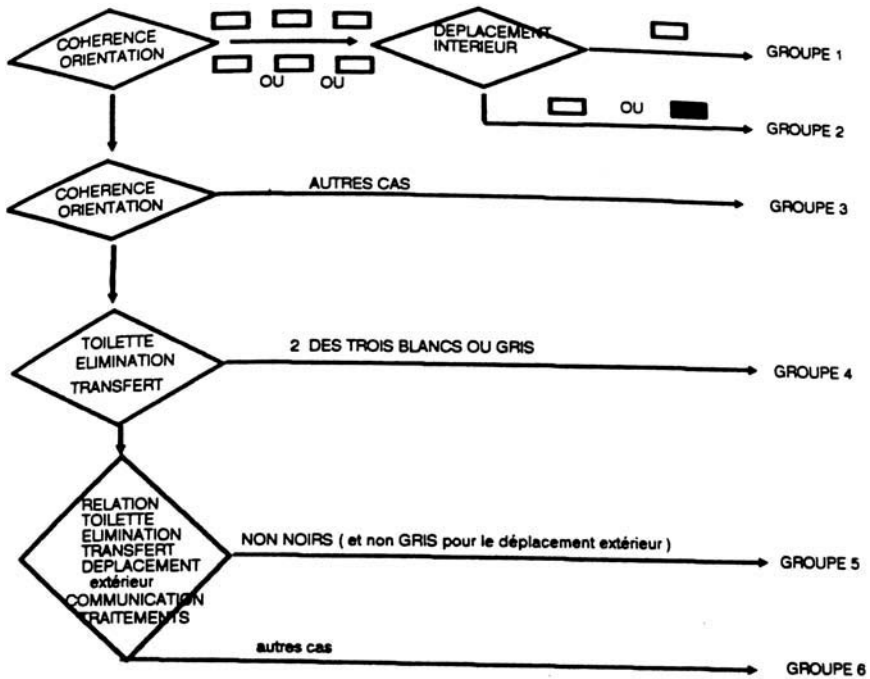 COHERENCE
ORIENTATION
OU OU
DEPLACEMENT
INTERIEUR
GROUPE 1
OU
GROUPE 2
COHERENCE
ORIENTATION
AUTRES CAS
GROUPE 3
TOILETTE
ELIMINATION
TRANSFERT
2 DES TROIS BLANCS OU GRIS
GROUPE 4
RELATION
TOILETTE
ELIMINATION
TRANSFERT
DEPLACEMENT
extérieur
COMMUNICATION
TRAITEMENTS
NON NOIRS ( et non GRIS pour le déplacement extérieur )
GROUPE 5
autres cas
GROUPE 6